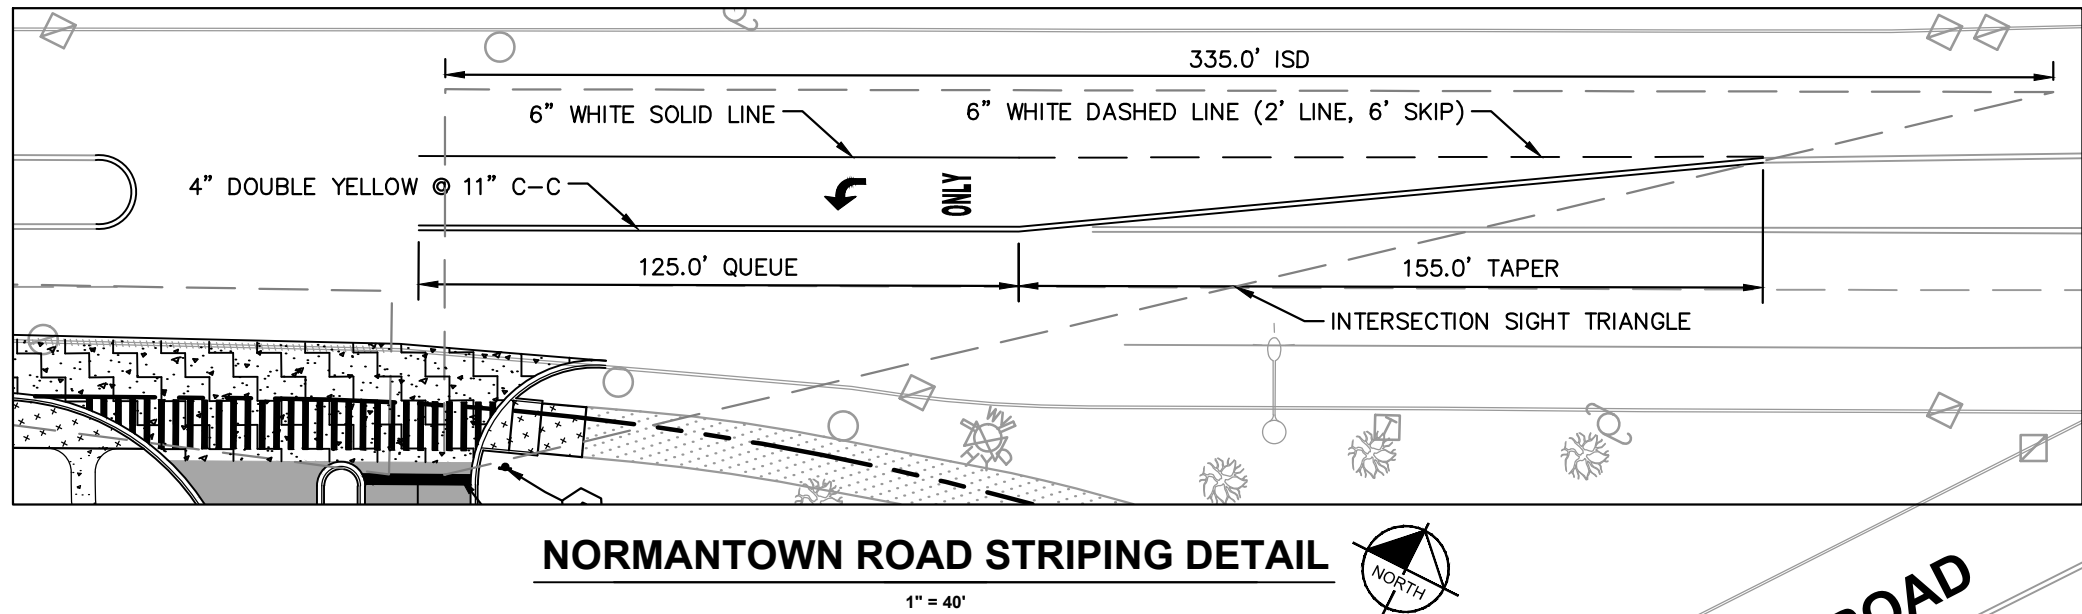 335.0' ISD
6" WHITE SOLID LINE
6" WHITE DASHED LINE (2' LINE, 6' SKIP)
4" DOUBLE YELLOW @ 11" C-C
ONLY
125.0' QUEUE
155.0' TAPER
INTERSECTION SIGHT TRIANGLE
NORMANTOWN ROAD STRIPING DETAIL
1" = 40'
NORTH
ROAD